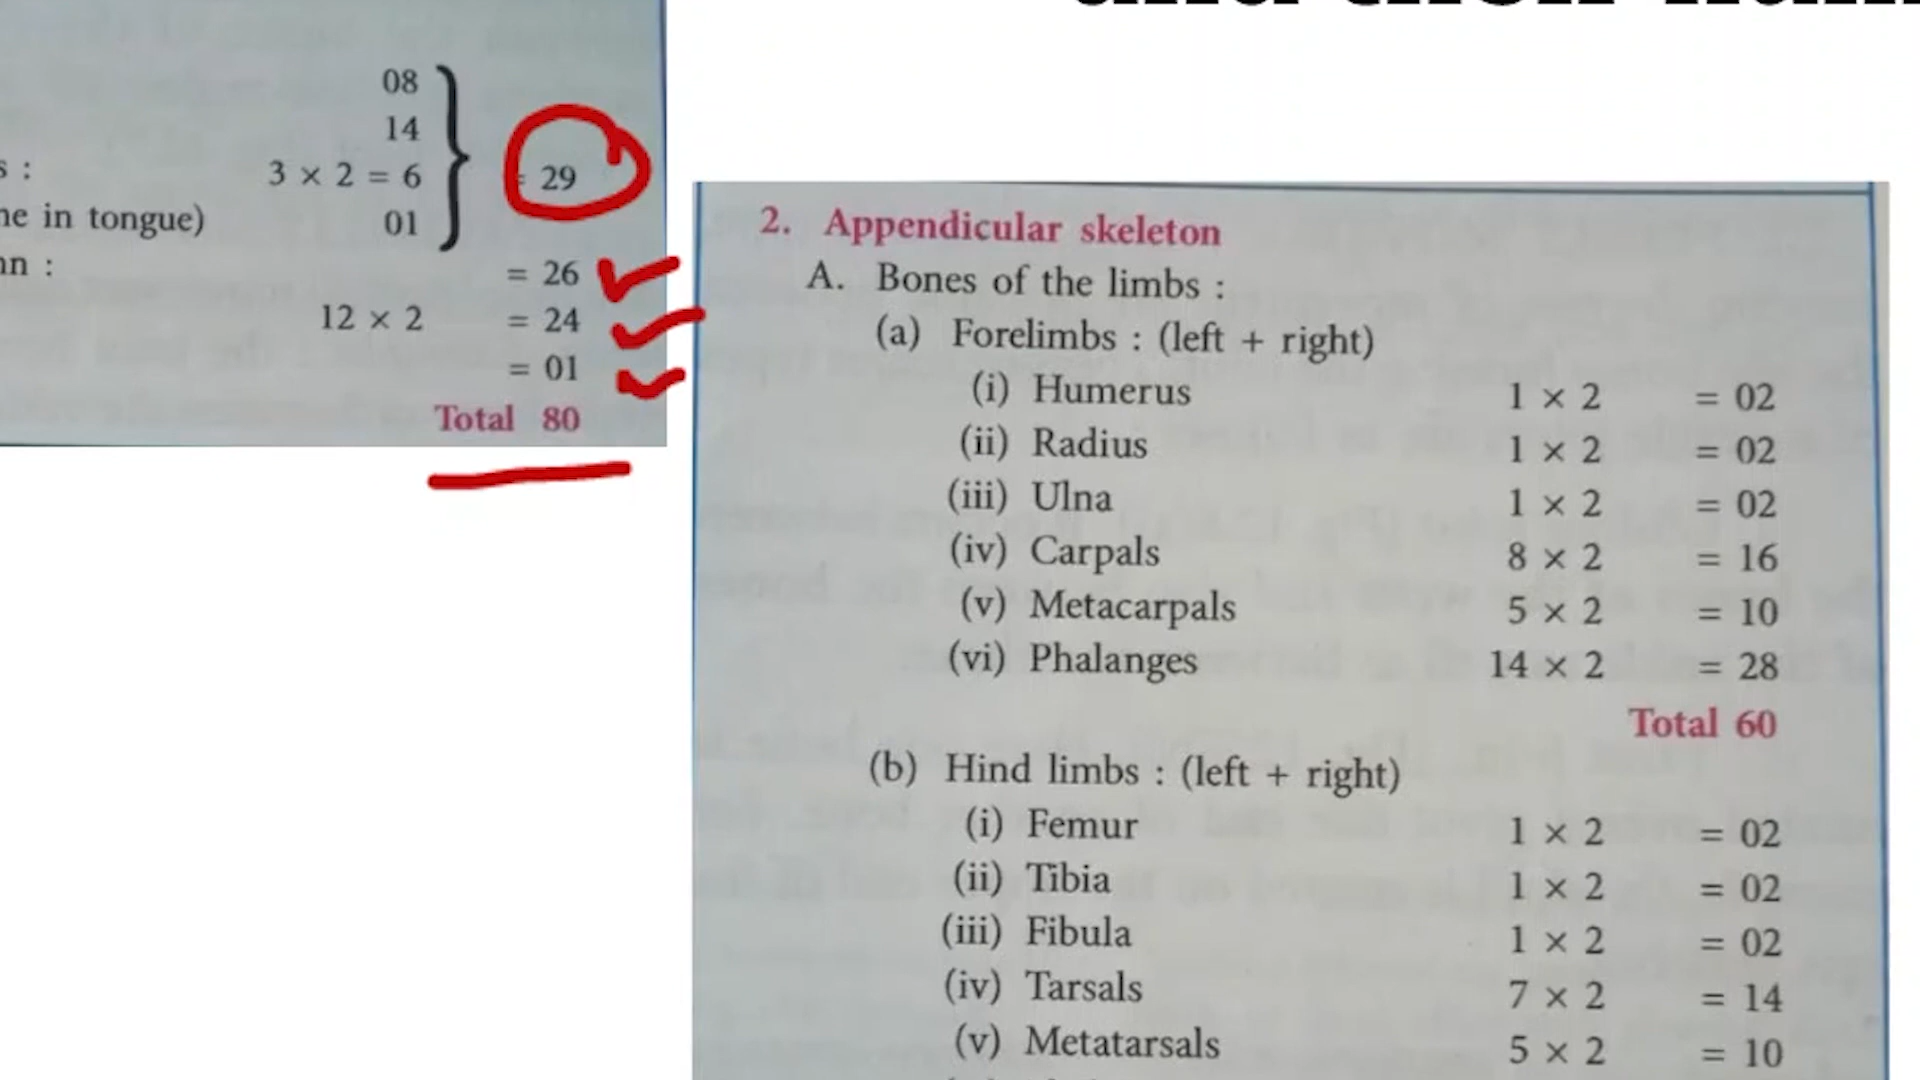 08
14
s : 3 × 2 = 6 = 29
ne in tongue) 01
nn : = 26
12 × 2 = 24
= 01
Total 80
2. Appendicular skeleton
A. Bones of the limbs :
(a) Forelimbs : (left + right)
(i) Humerus 1 × 2 = 02
(ii) Radius 1 × 2 = 02
(iii) Ulna 1 × 2 = 02
(iv) Carpals 8 × 2 = 16
(v) Metacarpals 5 × 2 = 10
(vi) Phalanges 14 × 2 = 28
Total 60
(b) Hind limbs : (left + right)
(i) Femur 1 × 2 = 02
(ii) Tibia 1 × 2 = 02
(iii) Fibula 1 × 2 = 02
(iv) Tarsals 7 × 2 = 14
(v) Metatarsals 5 × 2 = 10